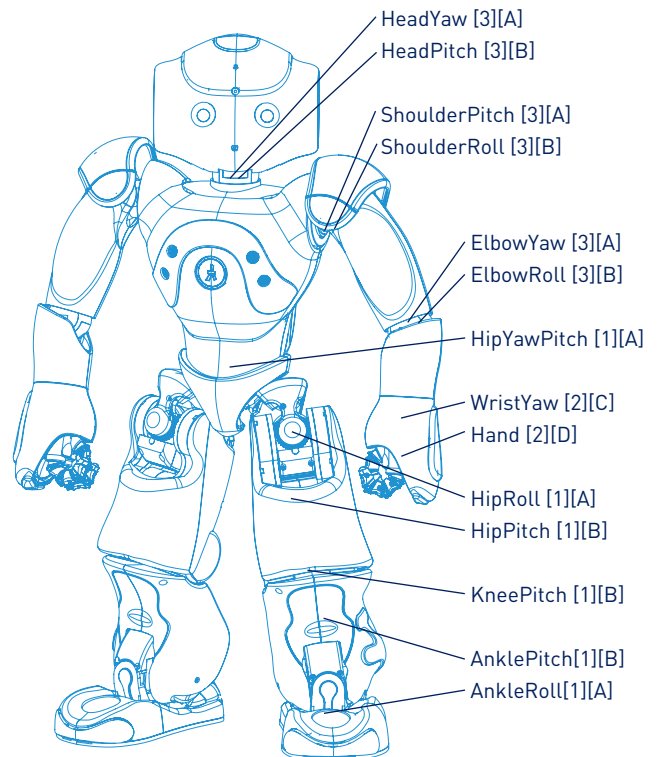 HeadYaw [3][A]
HeadPitch [3][B]
ShoulderPitch [3][A]
ShoulderRoll [3][B]
ElbowYaw [3][A]
ElbowRoll [3][B]
HipYawPitch [1][A]
WristYaw [2][C]
Hand [2][D]
HipRoll [1][A]
HipPitch [1][B]
KneePitch [1][B]
AnklePitch[1][B]
AnkleRoll[1][A]